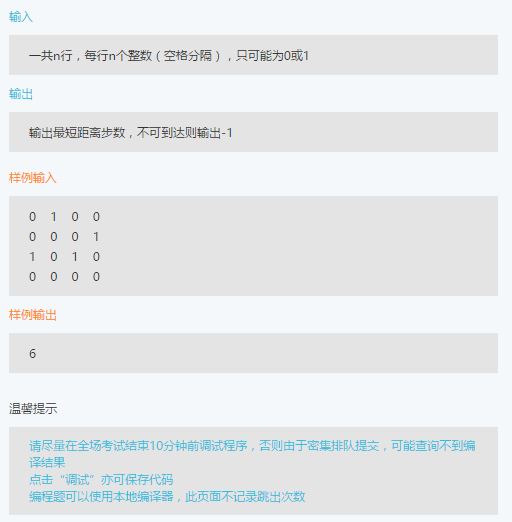 输入
一共n行，每行n个整数（空格分隔），只可能为0或1
输出
输出最短距离步数，不可到达则输出-1
样例输入
0 1 0 0
0 0 0 1
1 0 1 0
0 0 0 0
样例输出
6
温馨提示
请尽量在全场考试结束10分钟前调试程序，否则由于密集排队提交，可能查询不到编
译结果
点击“调试”亦可保存代码
编程题可以使用本地编译器，此页面不记录跳出次数